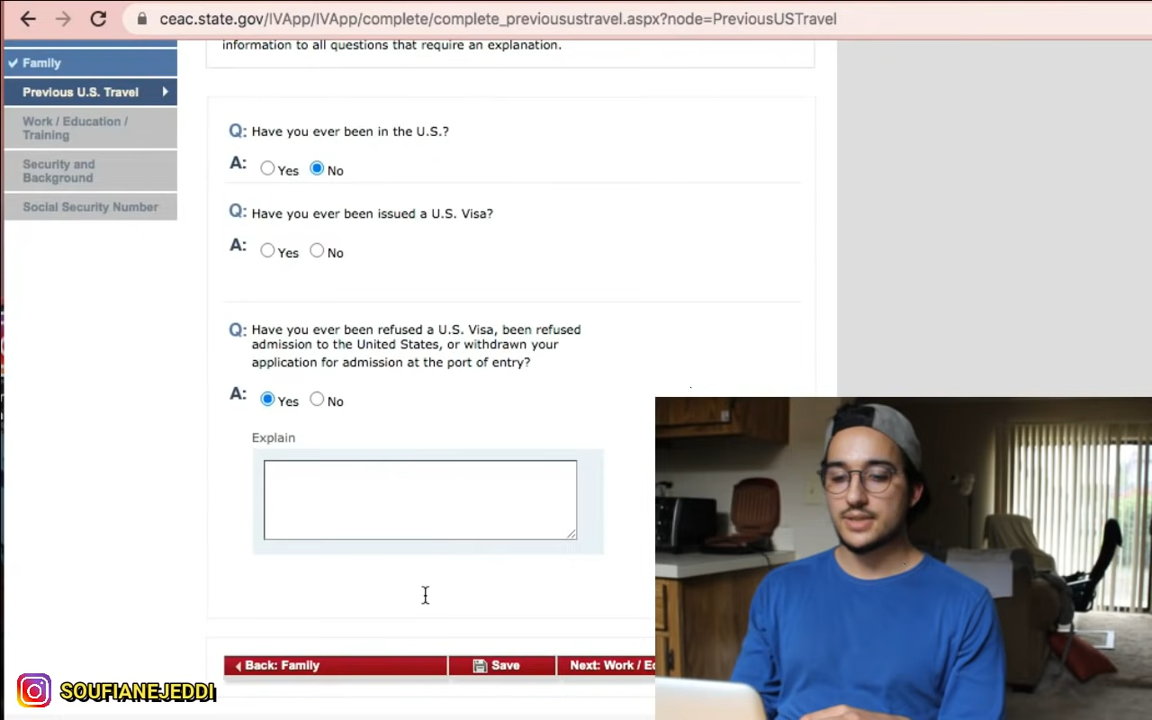 ceac.state.gov/IVApp/IVApp/complete/complete_previousustravel.aspx?node=PreviousUSTravel
information to all questions that require an explanation.
Family
Previous U.S. Travel
Work / Education /
Training
Security and
Background
Social Security Number
Q: Have you ever been in the U.S.?
A: Yes No
Q: Have you ever been issued a U.S. Visa?
A: Yes No
Q: Have you ever been refused a U.S. Visa, been refused
admission to the United States, or withdrawn your
application for admission at the port of entry?
A: Yes No
Explain
Back: Family
Save
Next: Work /
SOUFIANEJEDDI